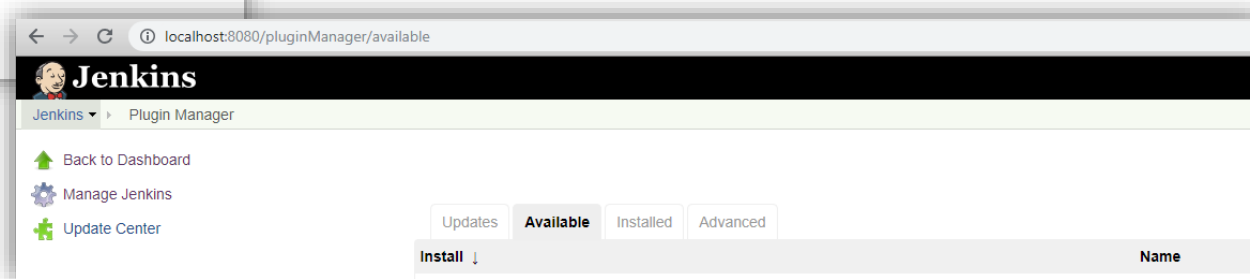 localhost:8080/pluginManager/available
Jenkins
Jenkins Plugin Manager
Back to Dashboard
Manage Jenkins
Update Center
Updates Available Installed Advanced
Install ↓ Name